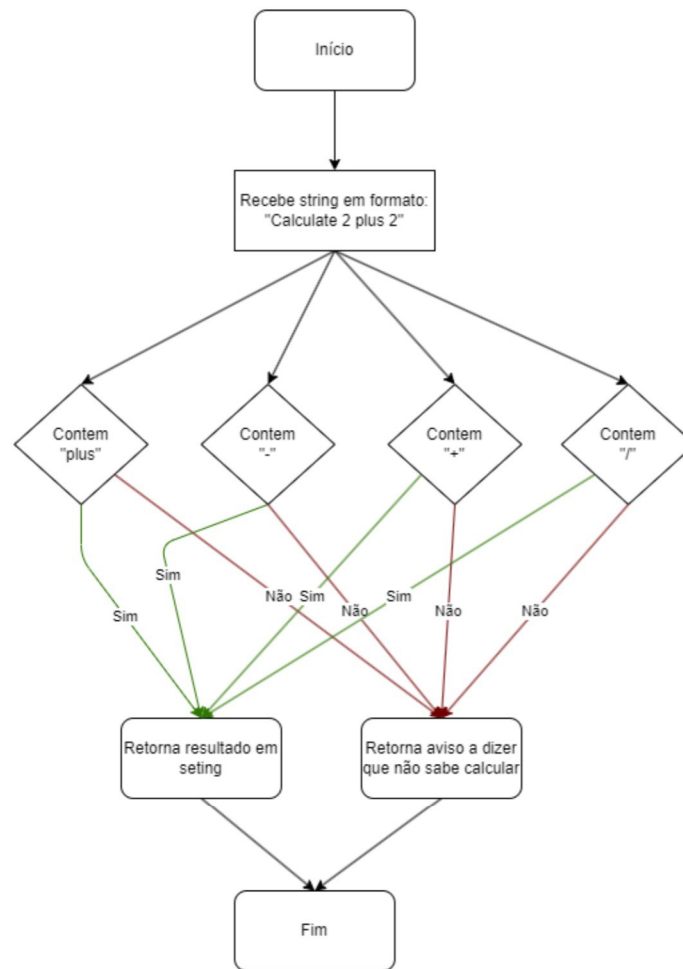 Início
Recebe string em formato:
"Calculate 2 plus 2"
Contem
"plus"
Contem
"-"
Contem
"+"
Contem
"/"
Sim
Sim
Não
Sim
Não
Sim
Não
Não
Retorna resultado em
seting
Retorna aviso a dizer
que não sabe calcular
Fim